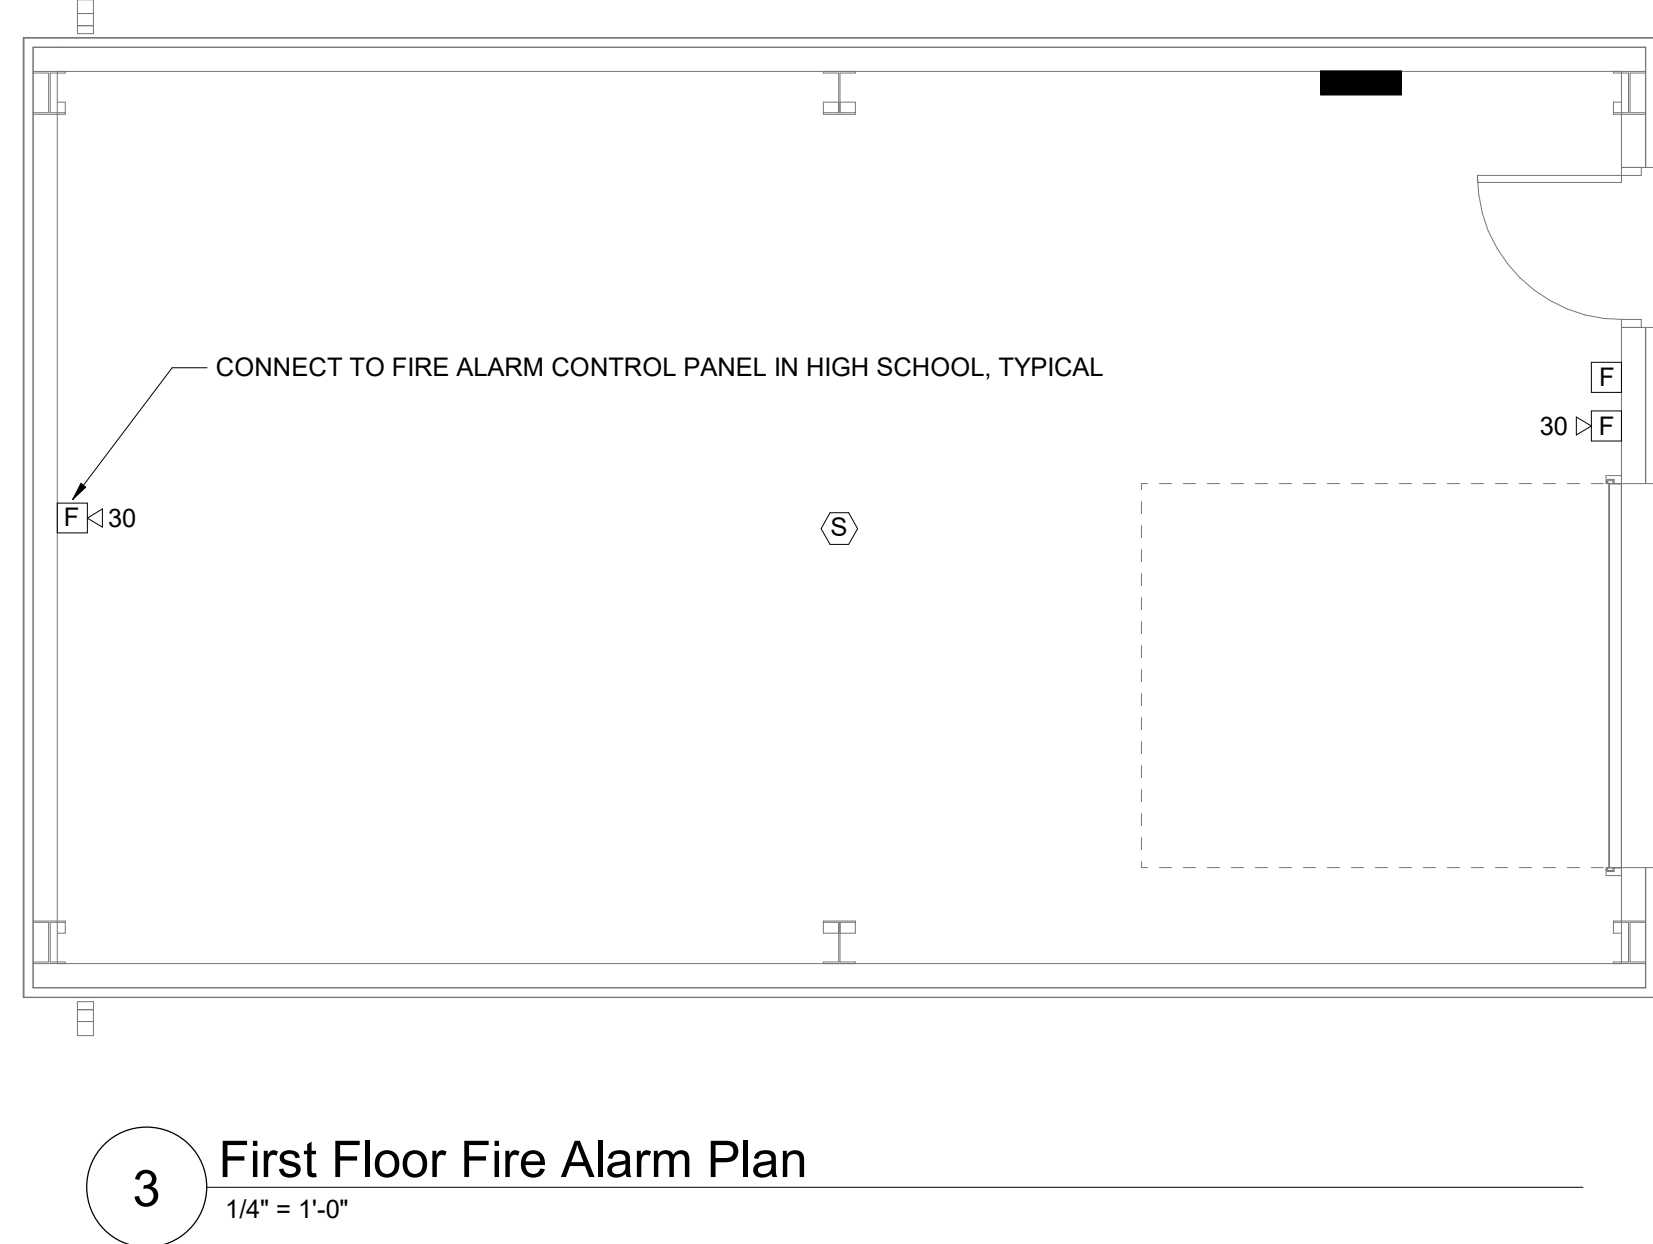 CONNECT TO FIRE ALARM CONTROL PANEL IN HIGH SCHOOL, TYPICAL
F
30 F
F 30
S
3
First Floor Fire Alarm Plan
1/4" = 1'-0"